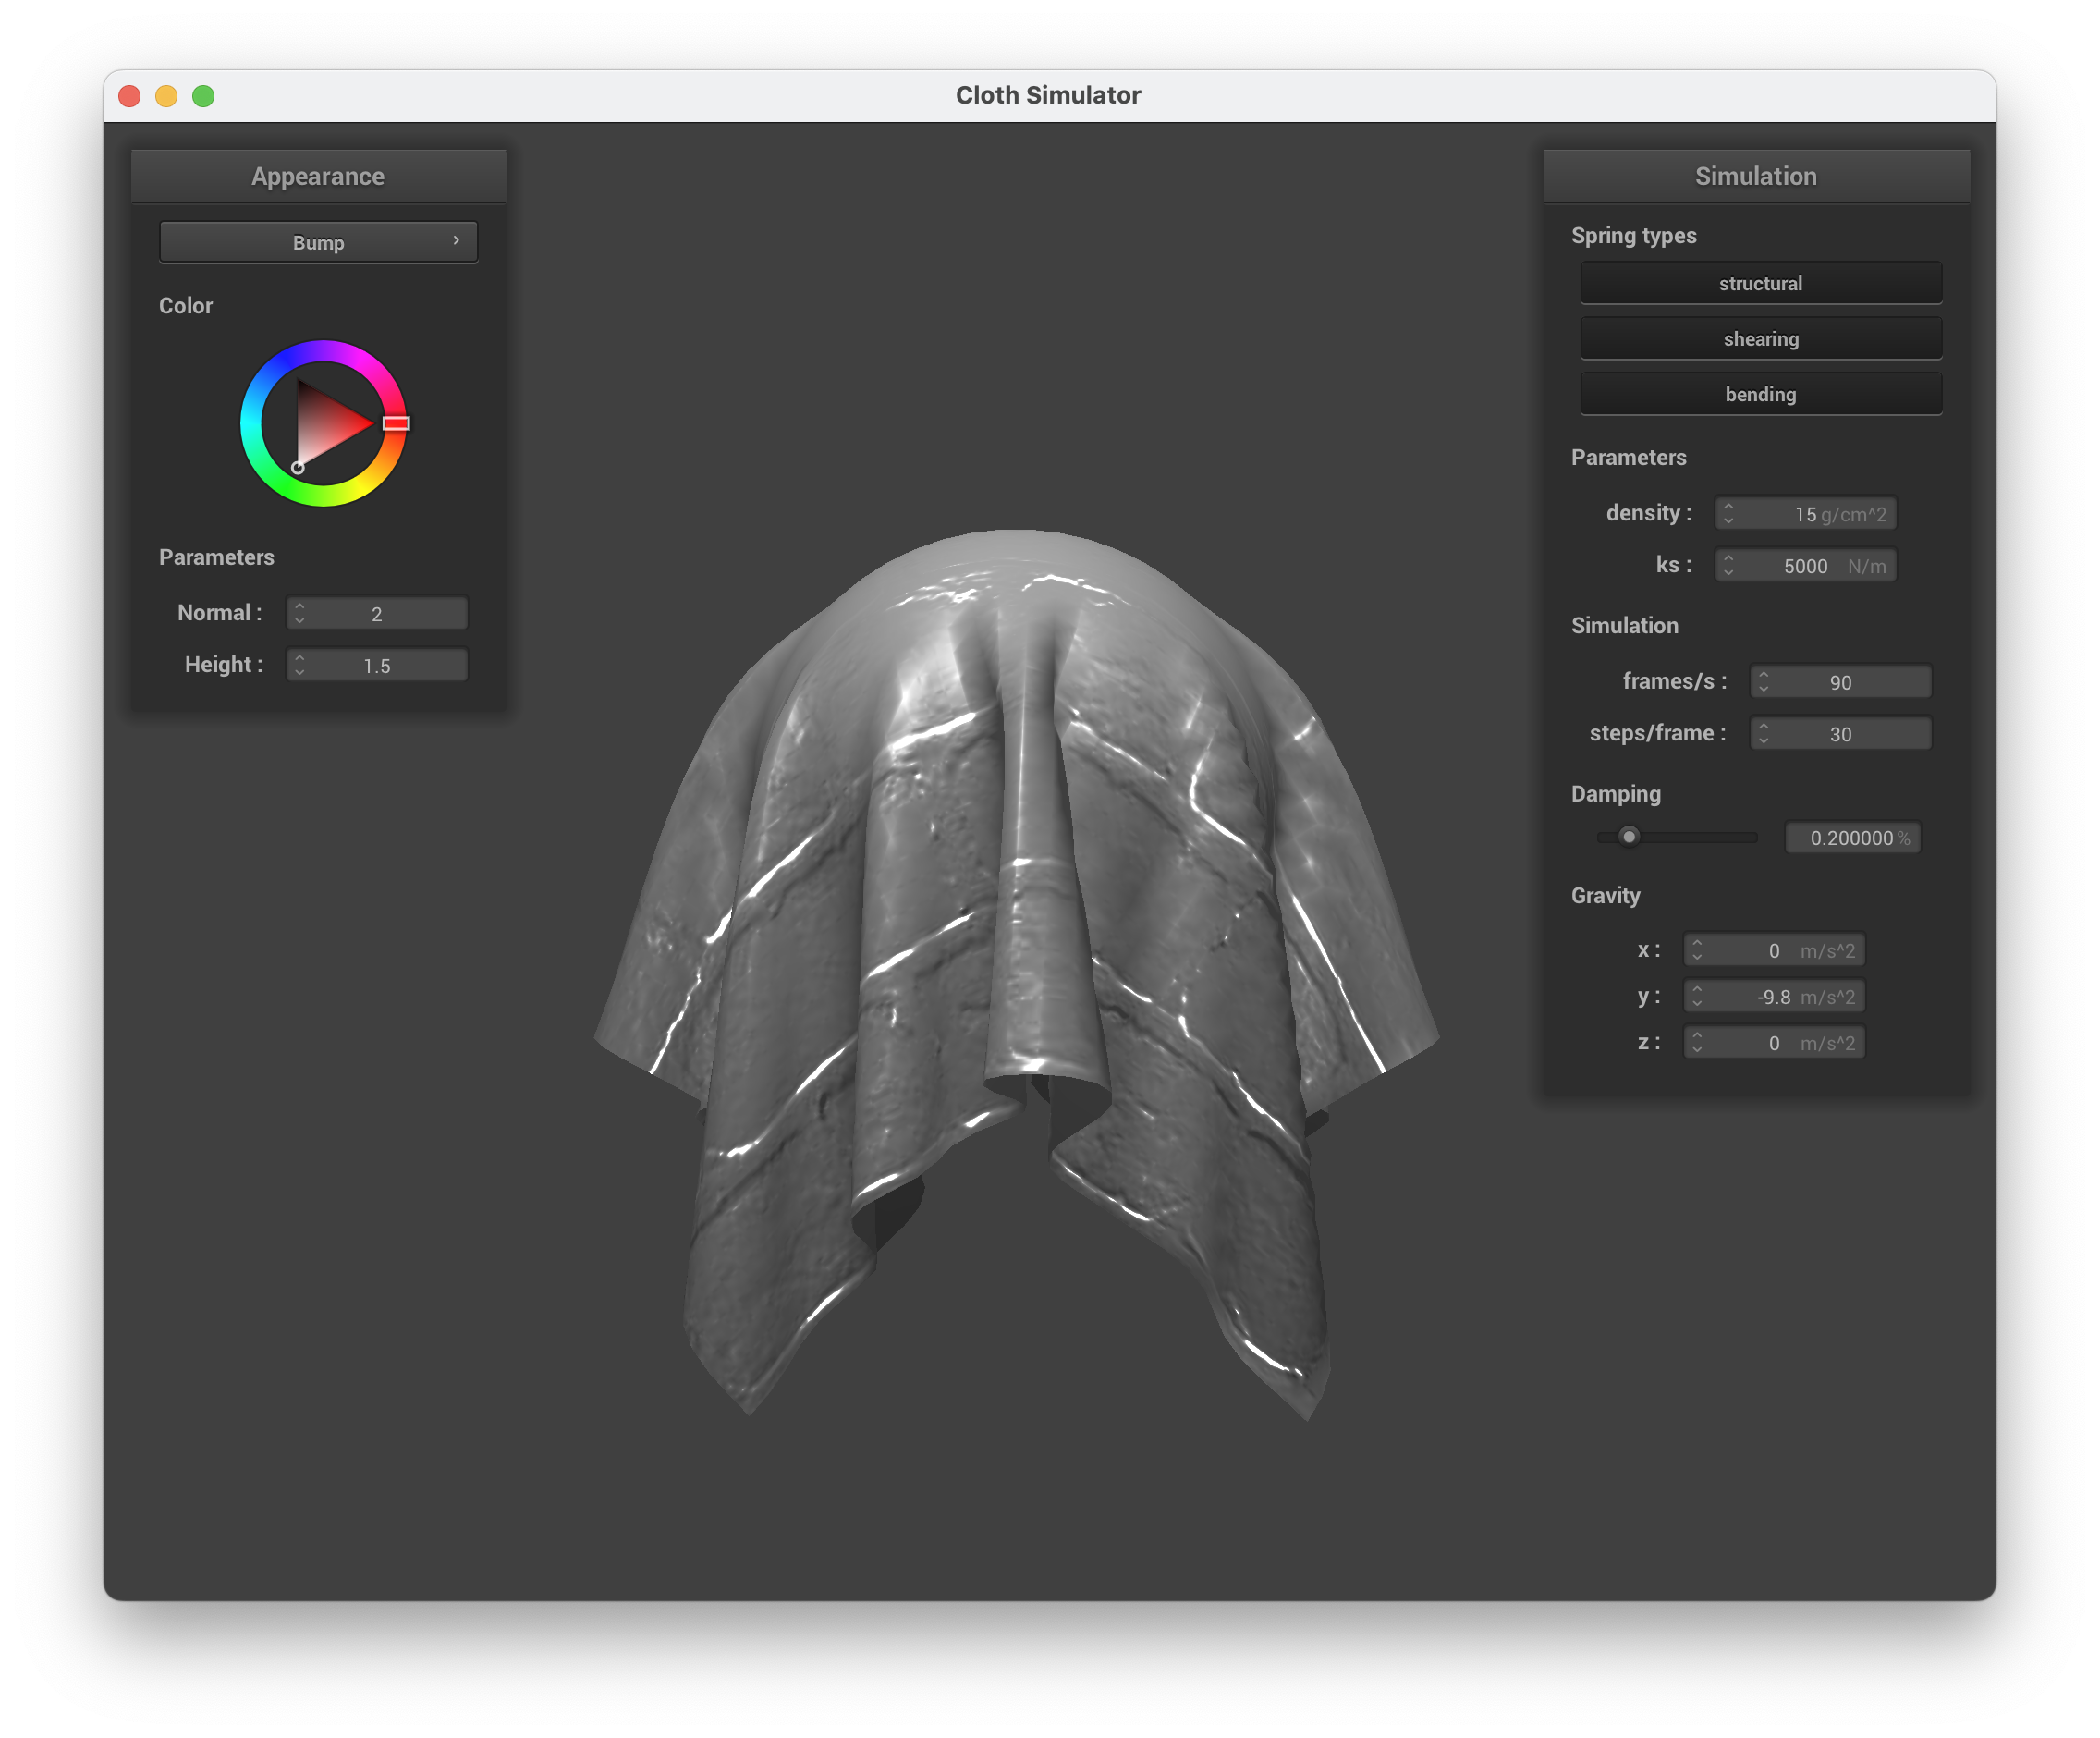 Cloth Simulator
Appearance
Bump
Color
Parameters
Normal : 2
Height : 1.5
Simulation
Spring types
structural
shearing
bending
Parameters
density : 15 g/cm^2
ks : 5000 N/m
Simulation
frames/s : 90
steps/frame : 30
Damping
0.200000 %
Gravity
x : 0 m/s^2
y : -9.8 m/s^2
z : 0 m/s^2